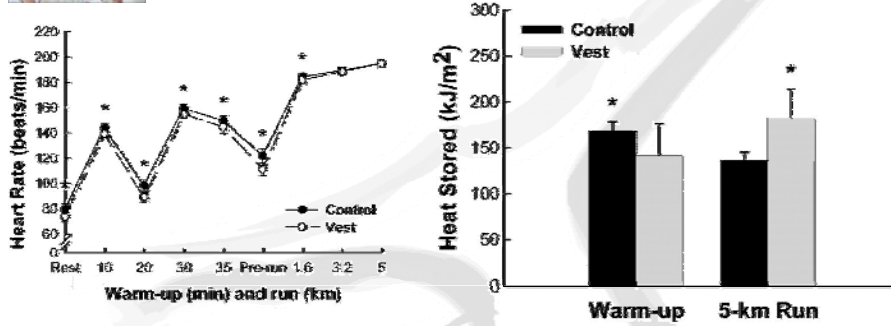 220
200
180
160
140
120
100
80
60
0
Heart Rate (beats/min)
* * * * * *
Control
Vest
Rest 10 20 30 35 Pre-run 1.6 3.2 5
Warm-up (min) and run (km)
300
250
200
150
100
50
0
Heat Stored (kJ/m²)
Control
Vest
* *
Warm-up 5-km Run